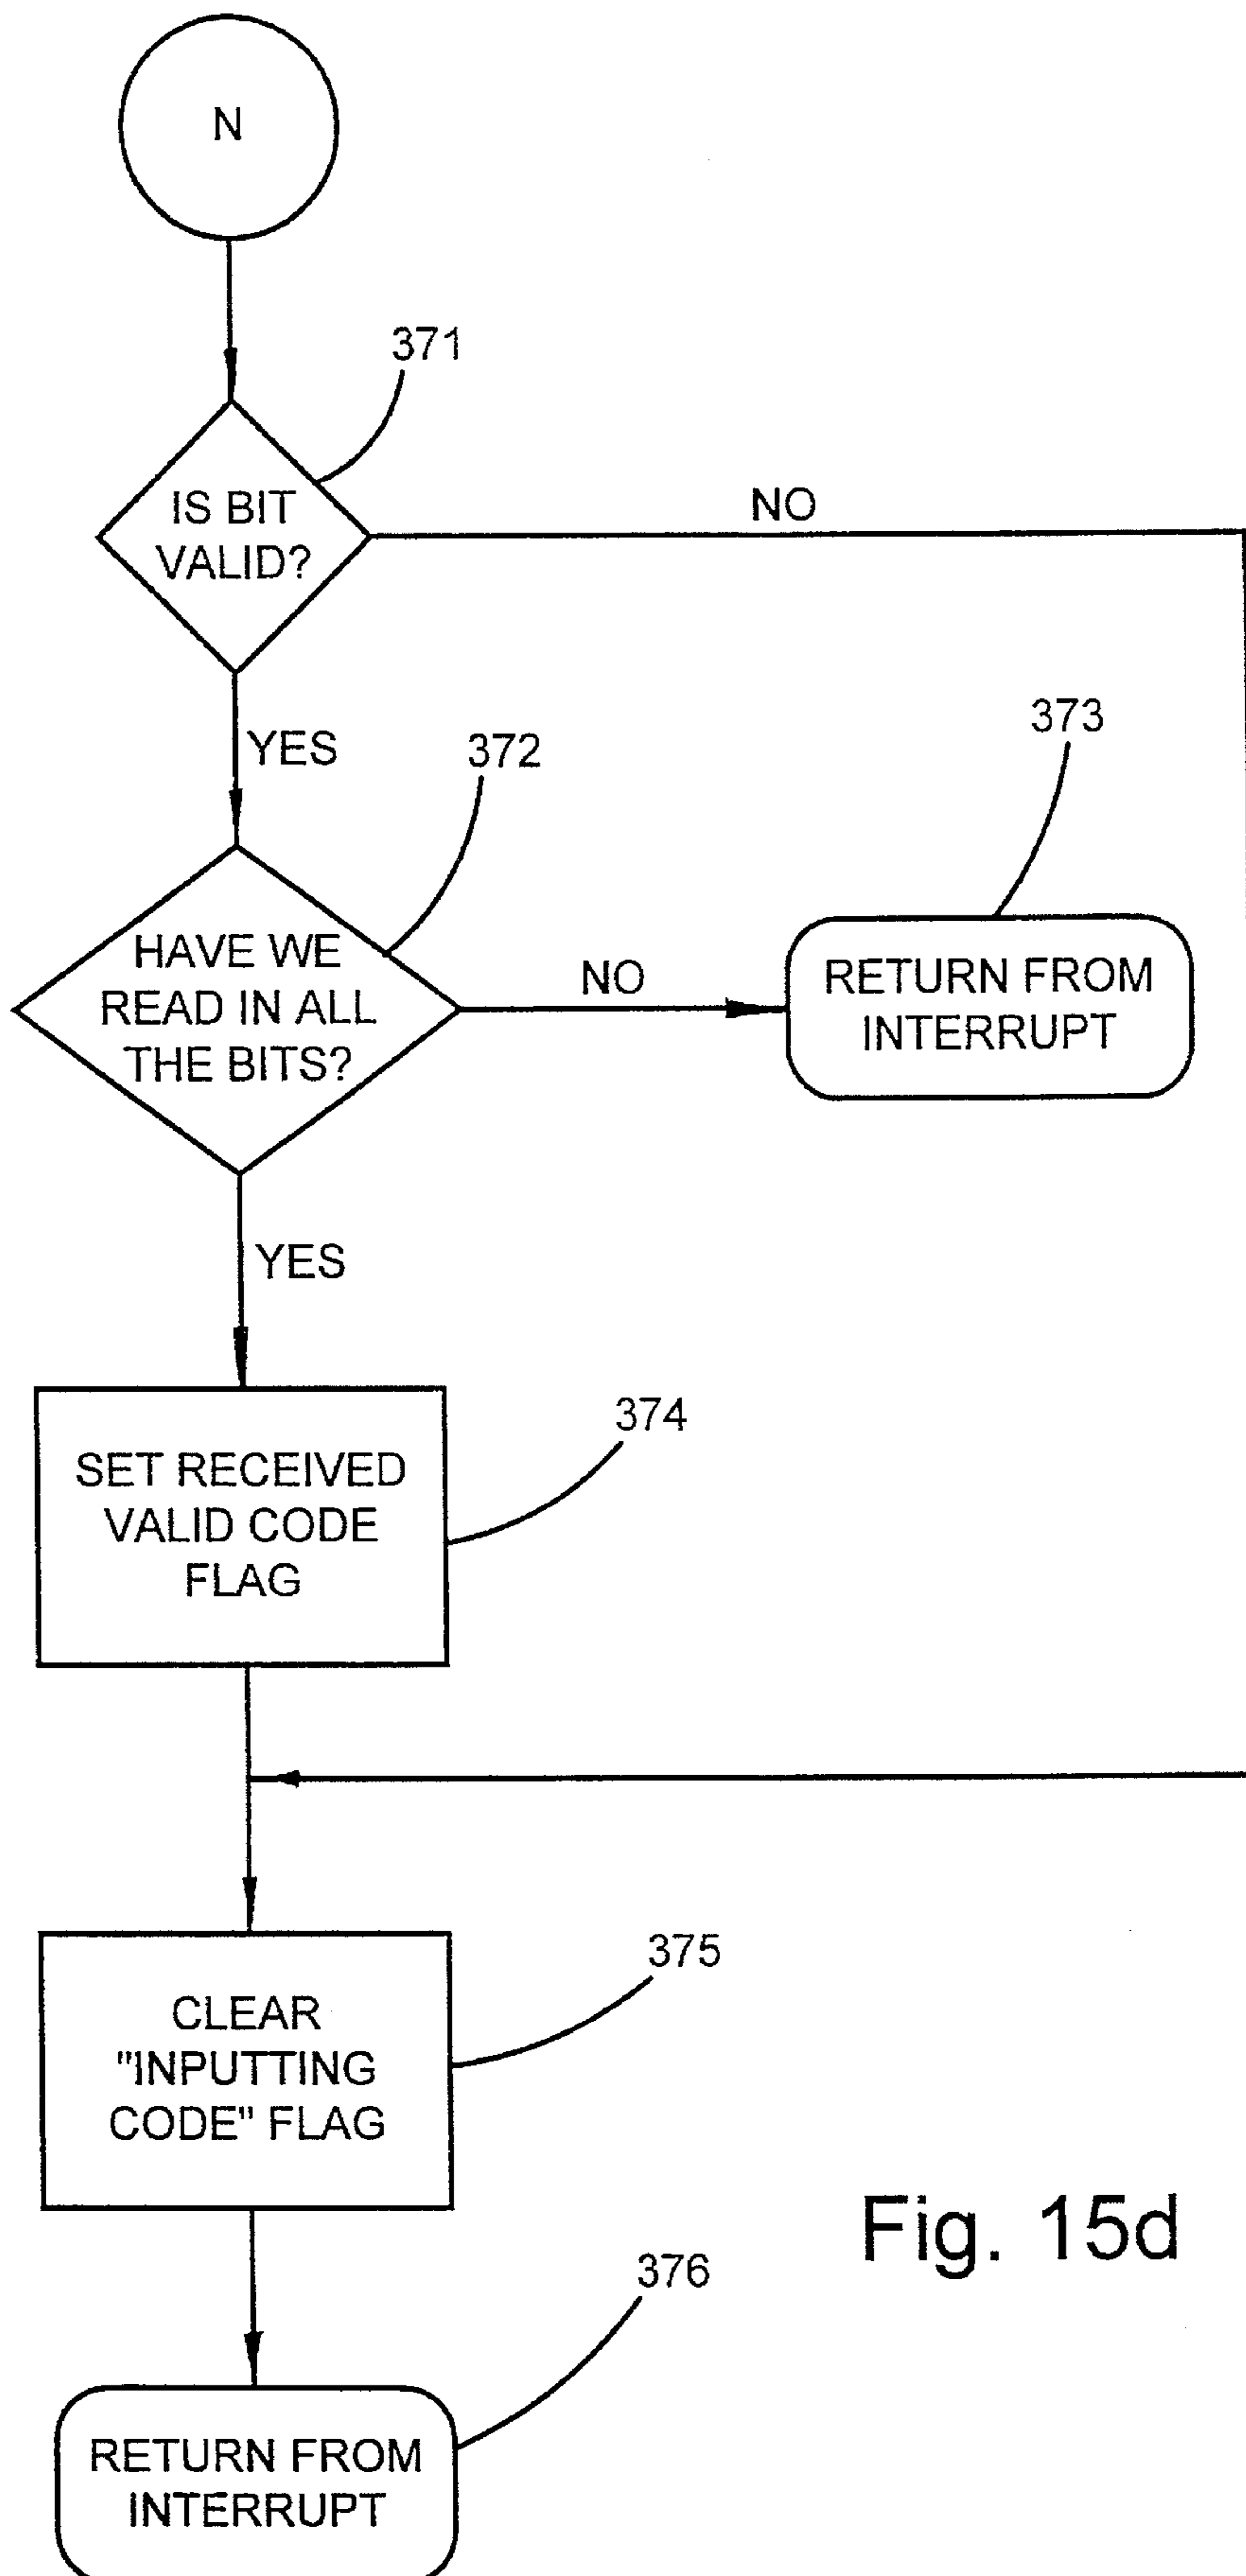 N
371
IS BIT
VALID?
NO
YES
372
373
HAVE WE
READ IN ALL
THE BITS?
NO
RETURN FROM
INTERRUPT
YES
374
SET RECEIVED
VALID CODE
FLAG
375
CLEAR
"INPUTTING
CODE" FLAG
Fig. 15d
376
RETURN FROM
INTERRUPT